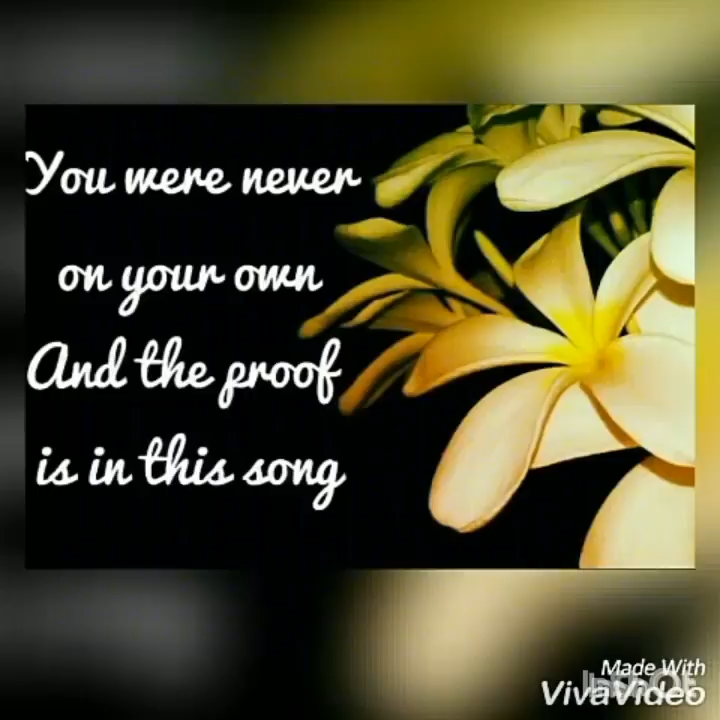 You were never
on your own
And the proof
is in this song
Made With
VivaVideo